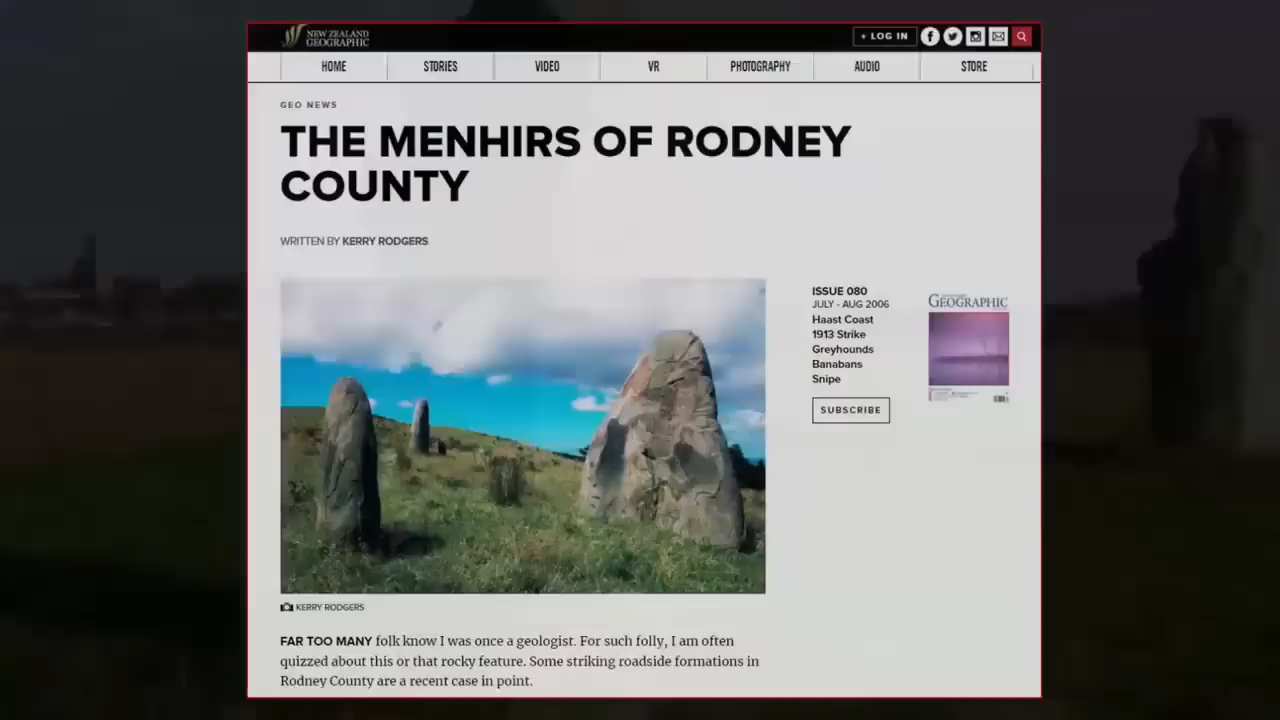 NEW ZEALAND
GEOGRAPHIC
+ LOG IN
HOME
STORIES
VIDEO
VR
PHOTOGRAPHY
AUDIO
STORE
GEO NEWS
THE MENHIRS OF RODNEY
COUNTY
WRITTEN BY KERRY RODGERS
ISSUE 080
JULY - AUG 2006
Haast Coast
1913 Strike
Greyhounds
Banabans
Snipe
SUBSCRIBE
GEOGRAPHIC
KERRY RODGERS
FAR TOO MANY folk know I was once a geologist. For such folly, I am often
quizzed about this or that rocky feature. Some striking roadside formations in
Rodney County are a recent case in point.